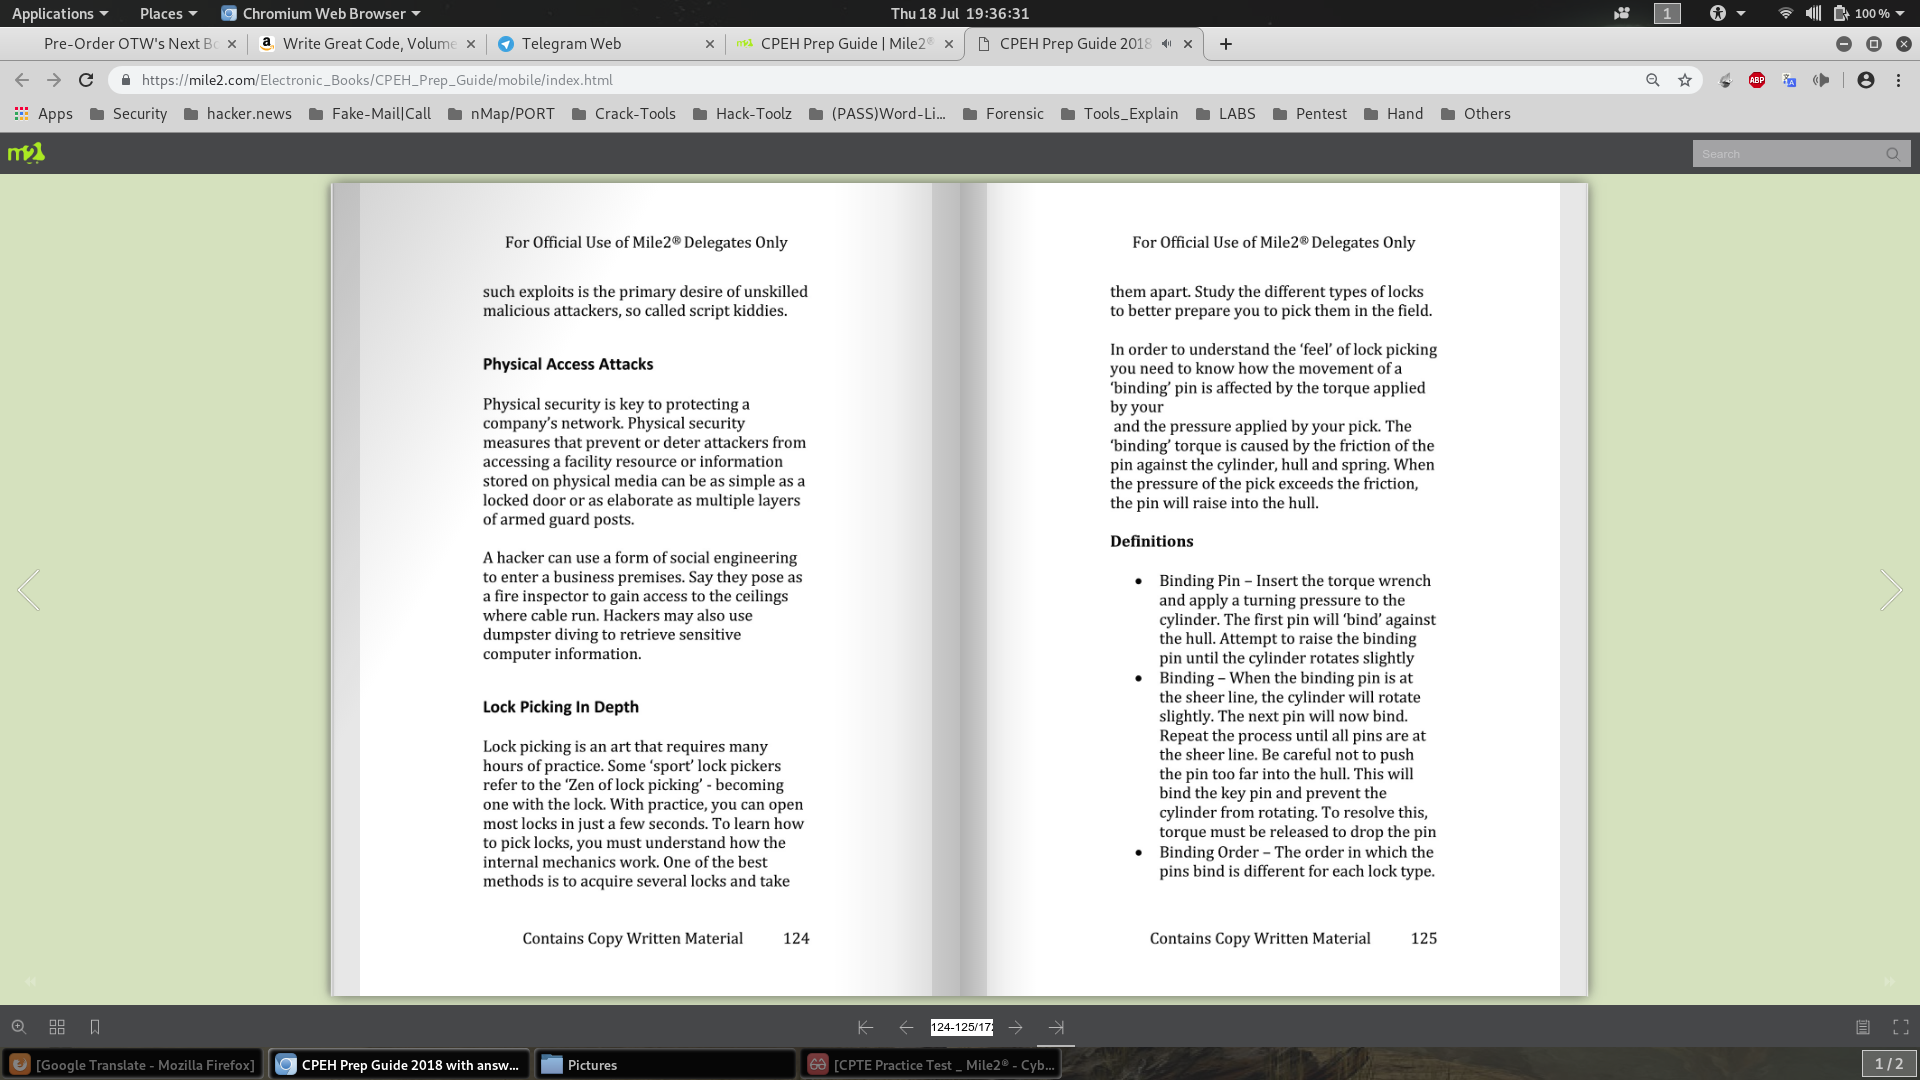 Applications Places Chromium Web Browser Thu 18 Jul 19:36:31 1 100 %
Pre-Order OTW's Next Bo Write Great Code, Volume Telegram Web CPEH Prep Guide | Mile2® CPEH Prep Guide 2018
https://mile2.com/Electronic_Books/CPEH_Prep_Guide/mobile/index.html ABP
Apps Security hacker.news Fake-Mail|Call nMap/PORT Crack-Tools Hack-Toolz (PASS)Word-Li... Forensic Tools_Explain LABS Pentest Hand Others
m2 Search
For Official Use of Mile2® Delegates Only
such exploits is the primary desire of unskilled
malicious attackers, so called script kiddies.
Physical Access Attacks
Physical security is key to protecting a
company's network. Physical security
measures that prevent or deter attackers from
accessing a facility resource or information
stored on physical media can be as simple as a
locked door or as elaborate as multiple layers
of armed guard posts.
A hacker can use a form of social engineering
to enter a business premises. Say they pose as
a fire inspector to gain access to the ceilings
where cable run. Hackers may also use
dumpster diving to retrieve sensitive
computer information.
Lock Picking In Depth
Lock picking is an art that requires many
hours of practice. Some ‘sport’ lock pickers
refer to the ‘Zen of lock picking’ - becoming
one with the lock. With practice, you can open
most locks in just a few seconds. To learn how
to pick locks, you must understand how the
internal mechanics work. One of the best
methods is to acquire several locks and take
Contains Copy Written Material 124
For Official Use of Mile2® Delegates Only
them apart. Study the different types of locks
to better prepare you to pick them in the field.
In order to understand the ‘feel’ of lock picking
you need to know how the movement of a
‘binding’ pin is affected by the torque applied
by your
and the pressure applied by your pick. The
‘binding’ torque is caused by the friction of the
pin against the cylinder, hull and spring. When
the pressure of the pick exceeds the friction,
the pin will raise into the hull.
Definitions
• Binding Pin – Insert the torque wrench
and apply a turning pressure to the
cylinder. The first pin will ‘bind’ against
the hull. Attempt to raise the binding
pin until the cylinder rotates slightly
• Binding – When the binding pin is at
the sheer line, the cylinder will rotate
slightly. The next pin will now bind.
Repeat the process until all pins are at
the sheer line. Be careful not to push
the pin too far into the hull. This will
bind the key pin and prevent the
cylinder from rotating. To resolve this,
torque must be released to drop the pin
• Binding Order – The order in which the
pins bind is different for each lock type.
Contains Copy Written Material 125
124-125/17
[Google Translate - Mozilla Firefox] CPEH Prep Guide 2018 with answ... Pictures [CPTE Practice Test _ Mile2® - Cyb... 1 / 2